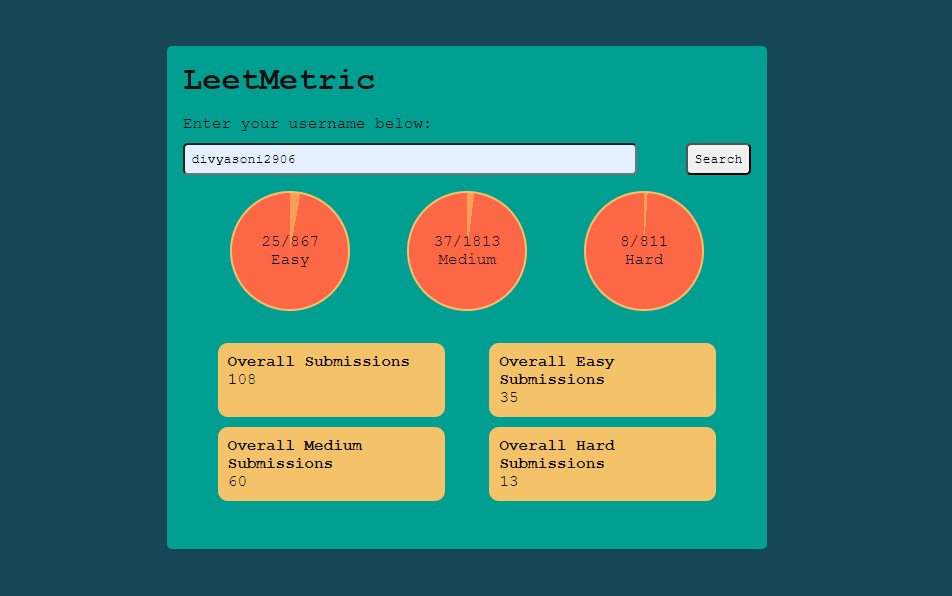 LeetMetric
Enter your username below:
divyasoni2906
Search
25/867
Easy
37/1813
Medium
8/811
Hard
Overall Submissions
108
Overall Easy
Submissions
35
Overall Medium
Submissions
60
Overall Hard
Submissions
13